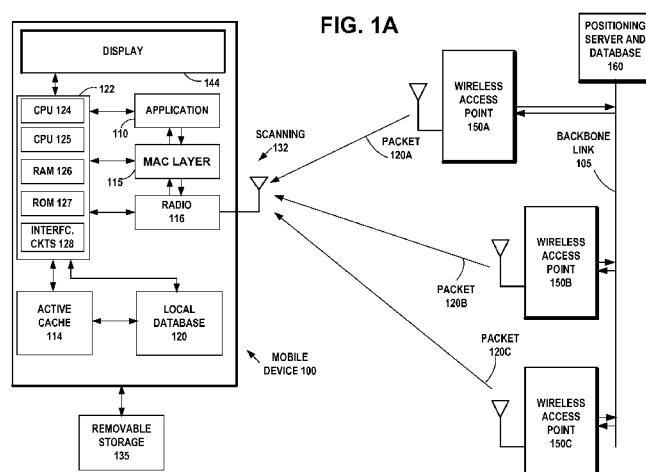 FIG. 1A
DISPLAY
144
122
CPU 124
CPU 125
RAM 126
ROM 127
INTERFC.
CKTS 128
APPLICATION
110
MAC LAYER
115
RADIO
116
ACTIVE
CACHE
114
LOCAL
DATABASE
120
MOBILE
DEVICE 100
REMOVABLE
STORAGE
135
SCANNING
132
PACKET
120A
PACKET
120B
PACKET
120C
WIRELESS
ACCESS
POINT
150A
WIRELESS
ACCESS
POINT
150B
WIRELESS
ACCESS
POINT
150C
POSITIONING
SERVER AND
DATABASE
160
BACKBONE
LINK
105